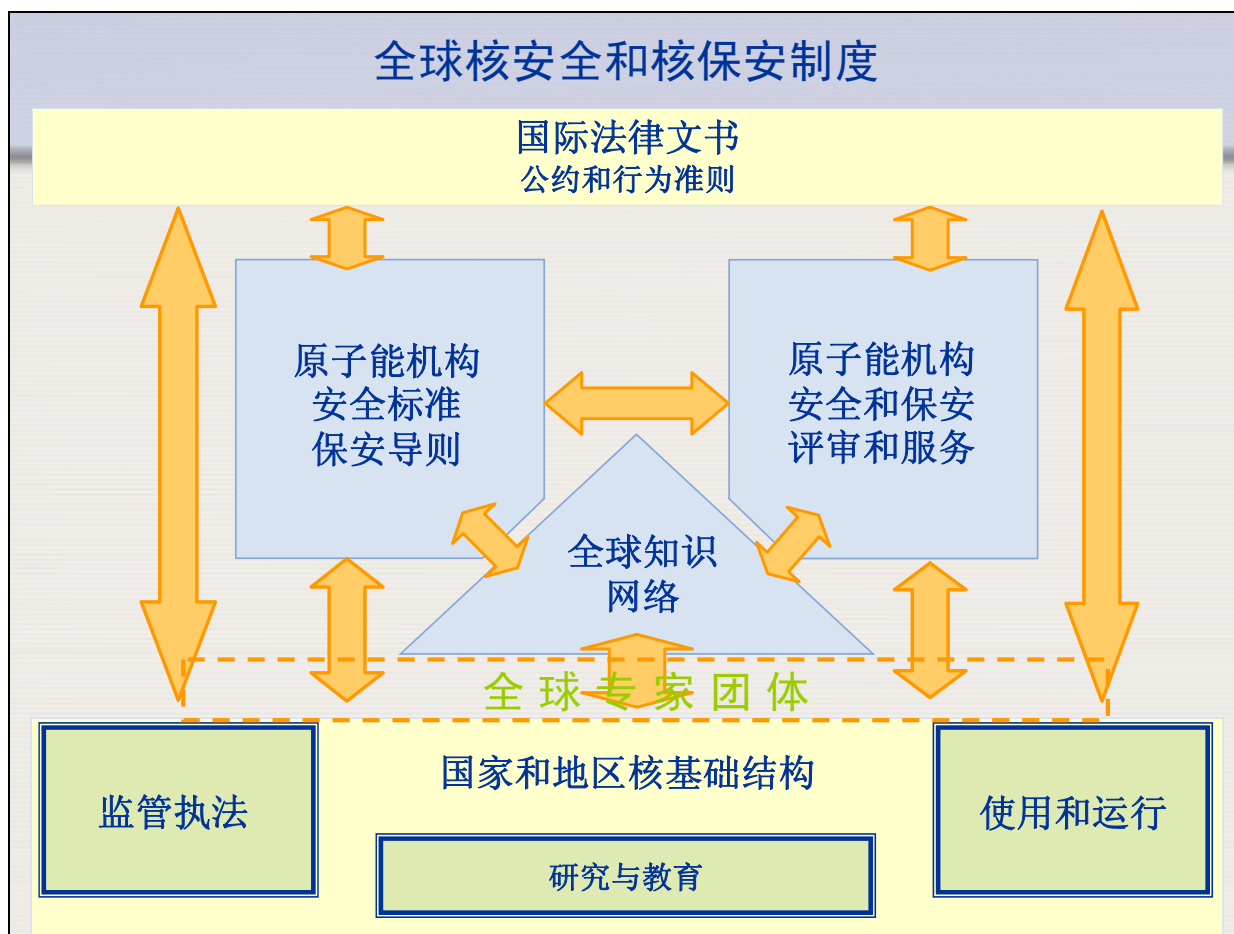 全球核安全和核保安制度
国际法律文书
公约和行为准则
原子能机构
安全标准
保安导则
原子能机构
安全和保安
评审和服务
全球知识
网络
全球专家团体
国家和地区核基础结构
监管执法
使用和运行
研究与教育